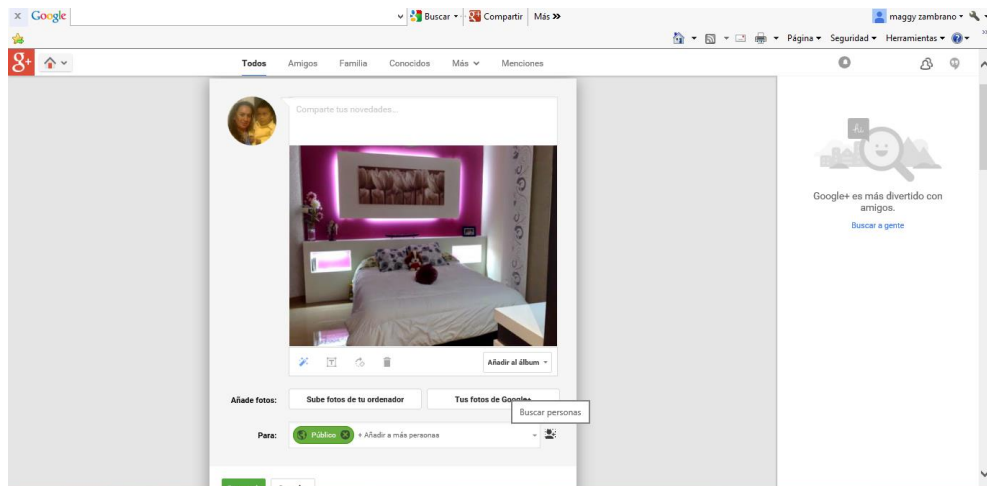 x Google Buscar Compartir Más » maggy zambrano
Página Seguridad Herramientas »
8+ Todos Amigos Familia Conocidos Más Menciones
Comparte tus novedades...
hi
Google+ es más divertido con
amigos.
Buscar a gente
Añadir al álbum
Añade fotos: Sube fotos de tu ordenador Tus fotos de Google+
Buscar personas
Para: Público + Añadir a más personas